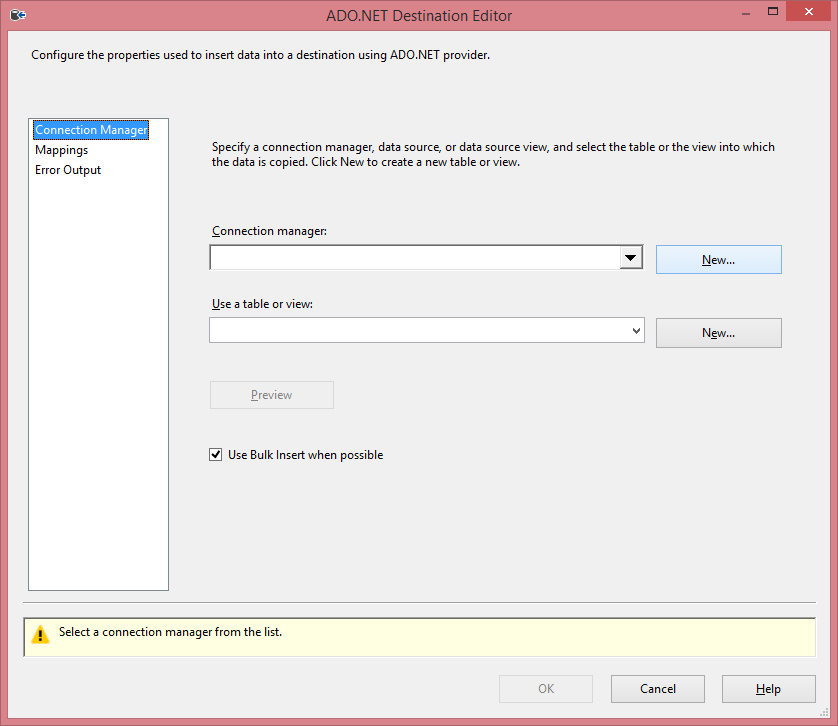 ADO.NET Destination Editor
Configure the properties used to insert data into a destination using ADO.NET provider.
Connection Manager
Mappings
Error Output
Specify a connection manager, data source, or data source view, and select the table or the view into which
the data is copied. Click New to create a new table or view.
Connection manager:
New...
Use a table or view:
New...
Preview
Use Bulk Insert when possible
Select a connection manager from the list.
OK
Cancel
Help